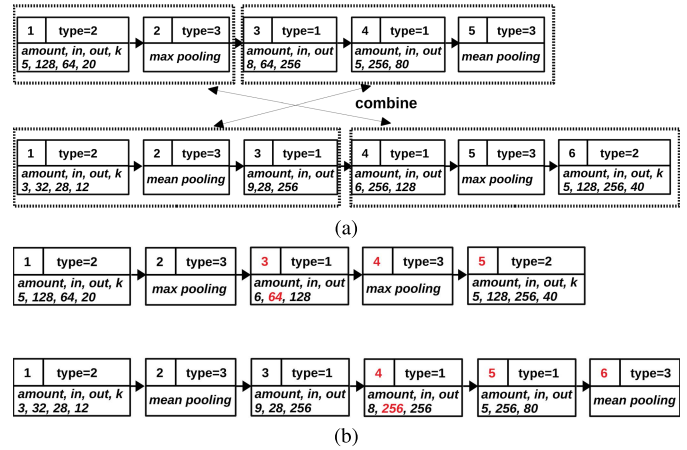 1 type=2 2 type=3 3 type=1 4 type=1 5 type=3
amount, in, out, k max pooling amount, in, out amount, in, out mean pooling
5, 128, 64, 20 8, 64, 256 5, 256, 80
combine
1 type=2 2 type=3 3 type=1 4 type=1 5 type=3 6 type=2
amount, in, out, k mean pooling amount, in, out amount, in, out max pooling amount, in, out, k
3, 32, 28, 12 9,28, 256 6, 256, 128 5, 128, 256, 40
(a)
1 type=2 2 type=3 3 type=1 4 type=3 5 type=2
amount, in, out, k max pooling amount, in, out max pooling amount, in, out, k
5, 128, 64, 20 6, 64, 128 5, 128, 256, 40
1 type=2 2 type=3 3 type=1 4 type=1 5 type=1 6 type=3
amount, in, out, k mean pooling amount, in, out amount, in, out amount, in, out mean pooling
3, 32, 28, 12 9, 28, 256 8, 256, 256 5, 256, 80
(b)